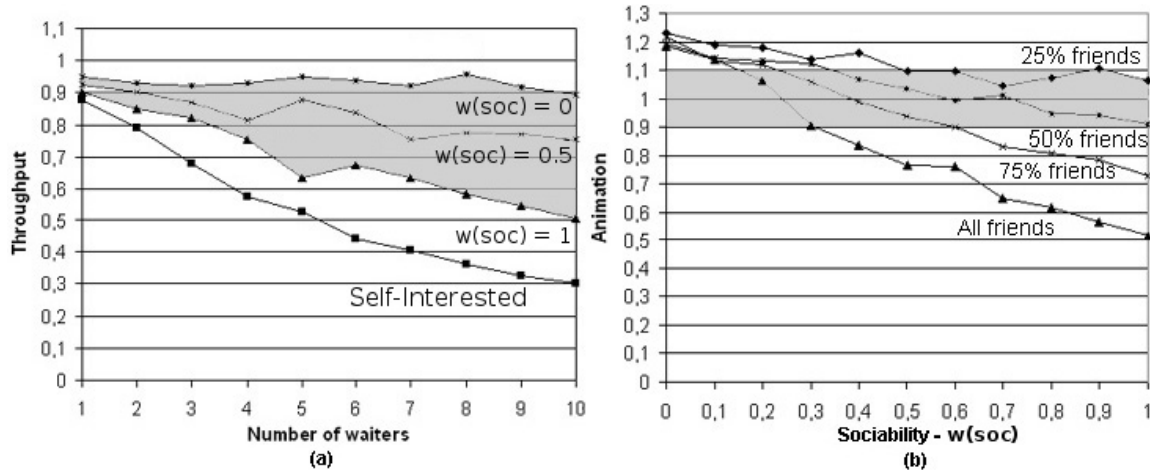 1,1
1
0,9
0,8
0,7
0,6
0,5
0,4
0,3
0,2
0,1
0
Throughput
w(soc) = 0
w(soc) = 0.5
w(soc) = 1
Self-Interested
1 2 3 4 5 6 7 8 9 10
Number of waiters
(a)
1,3
1,2
1,1
1
0,9
0,8
0,7
0,6
0,5
0,4
0,3
0,2
0,1
0
Animation
25% friends
50% friends
75% friends
All friends
0 0,1 0,2 0,3 0,4 0,5 0,6 0,7 0,8 0,9 1
Sociability - w(soc)
(b)